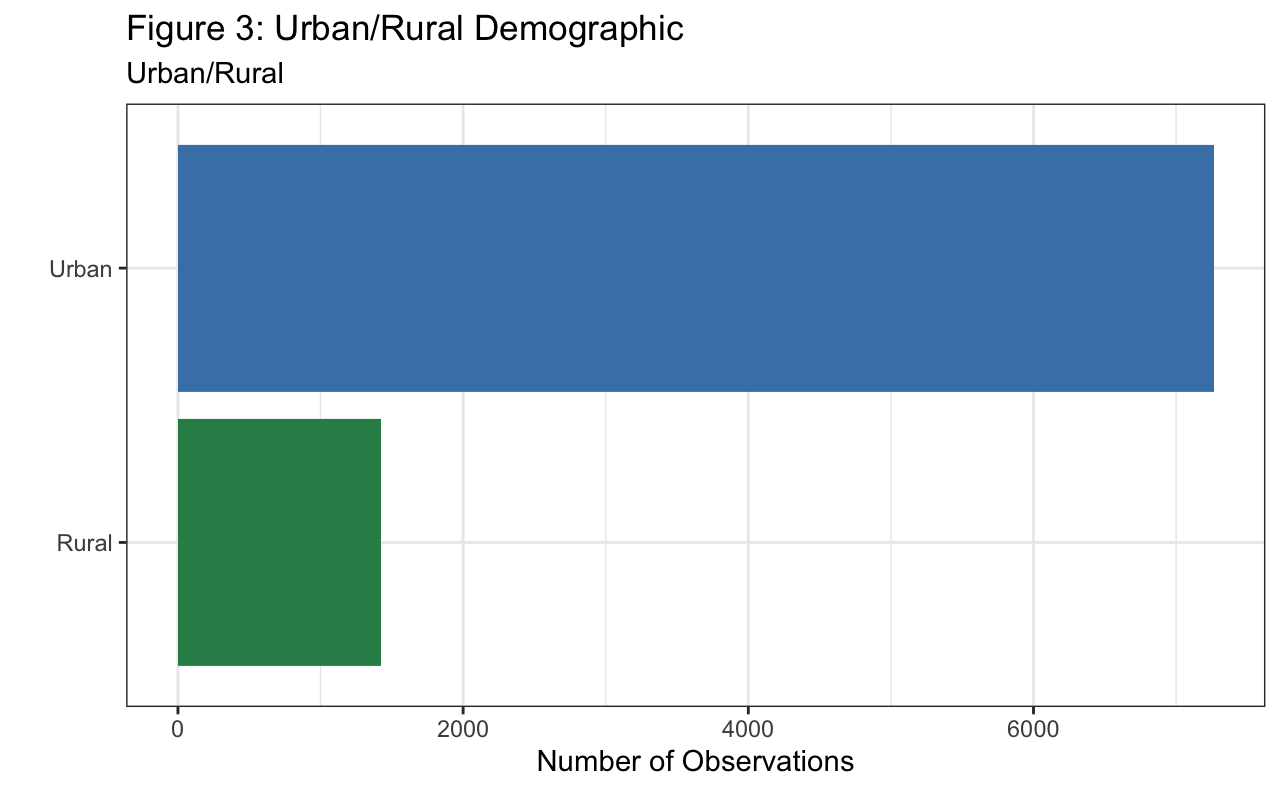 Figure 3: Urban/Rural Demographic
Urban/Rural
Urban
Rural
0 2000 4000 6000
Number of Observations